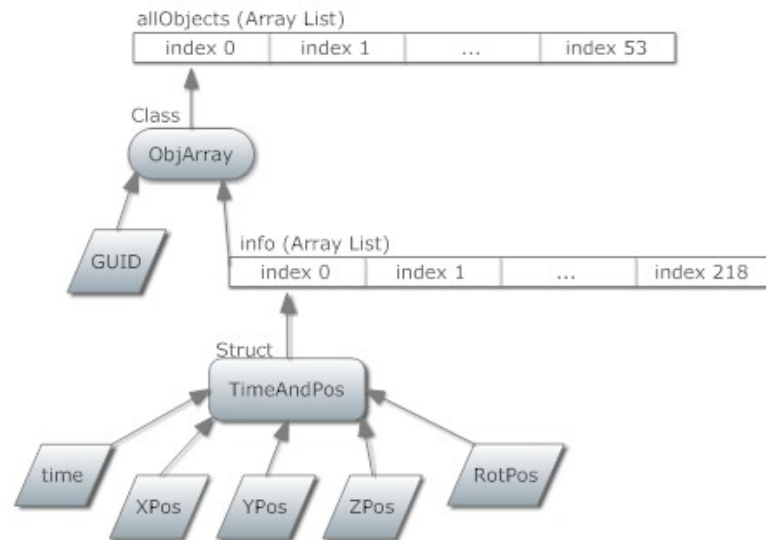 allObjects (Array List)
index 0 index 1 ... index 53
Class
ObjArray
GUID
info (Array List)
index 0 index 1 ... index 218
Struct
TimeAndPos
time
XPos
YPos
ZPos
RotPos